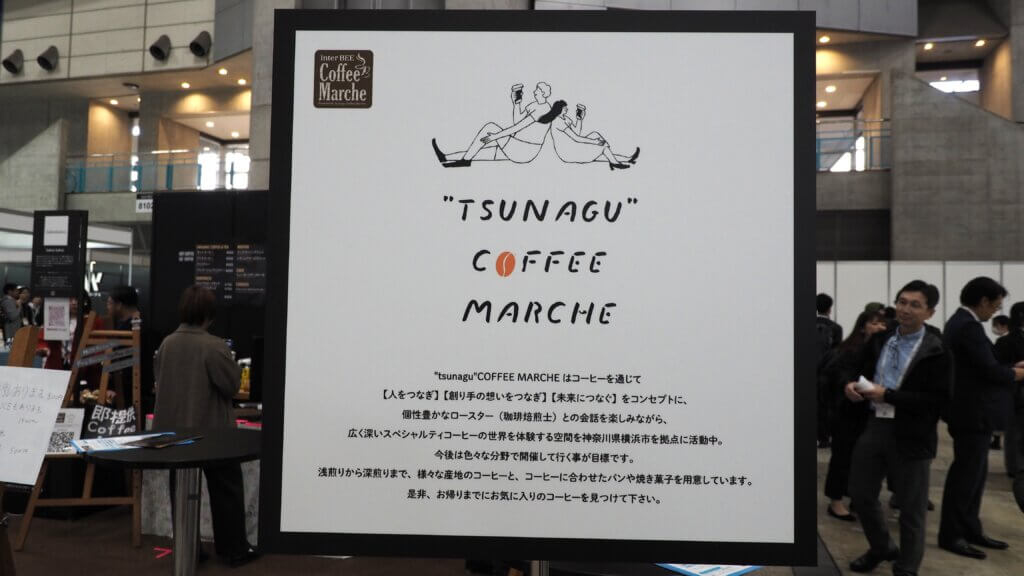 Inter BEE
Coffee
Marche
"TSUNAGU"
COFFEE
MARCHE
"tsunagu"COFFEE MARCHE はコーヒーを通じて
【人をつなぎ】【創り手の想いをつなぎ】【未来につなぐ】をコンセプトに、
個性豊かなロースター（珈琲焙煎士）との会話を楽しみながら、
広く深いスペシャルティコーヒーの世界を体験する空間を神奈川県横浜市を拠点に活動中。
今後は色々な分野で開催して行く事が目標です。
浅煎りから深煎りまで、様々な産地のコーヒーと、コーヒーに合わせたパンや焼き菓子を用意しています。
是非、お帰りまでにお気に入りのコーヒーを見つけて下さい。
8102
Coffee